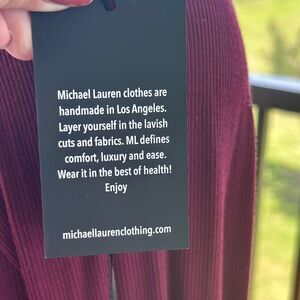 Michael Lauren clothes are
handmade in Los Angeles.
Layer yourself in the lavish
cuts and fabrics. ML defines
comfort, luxury and ease.
Wear it in the best of health!
Enjoy
michaellaurenclothing.com